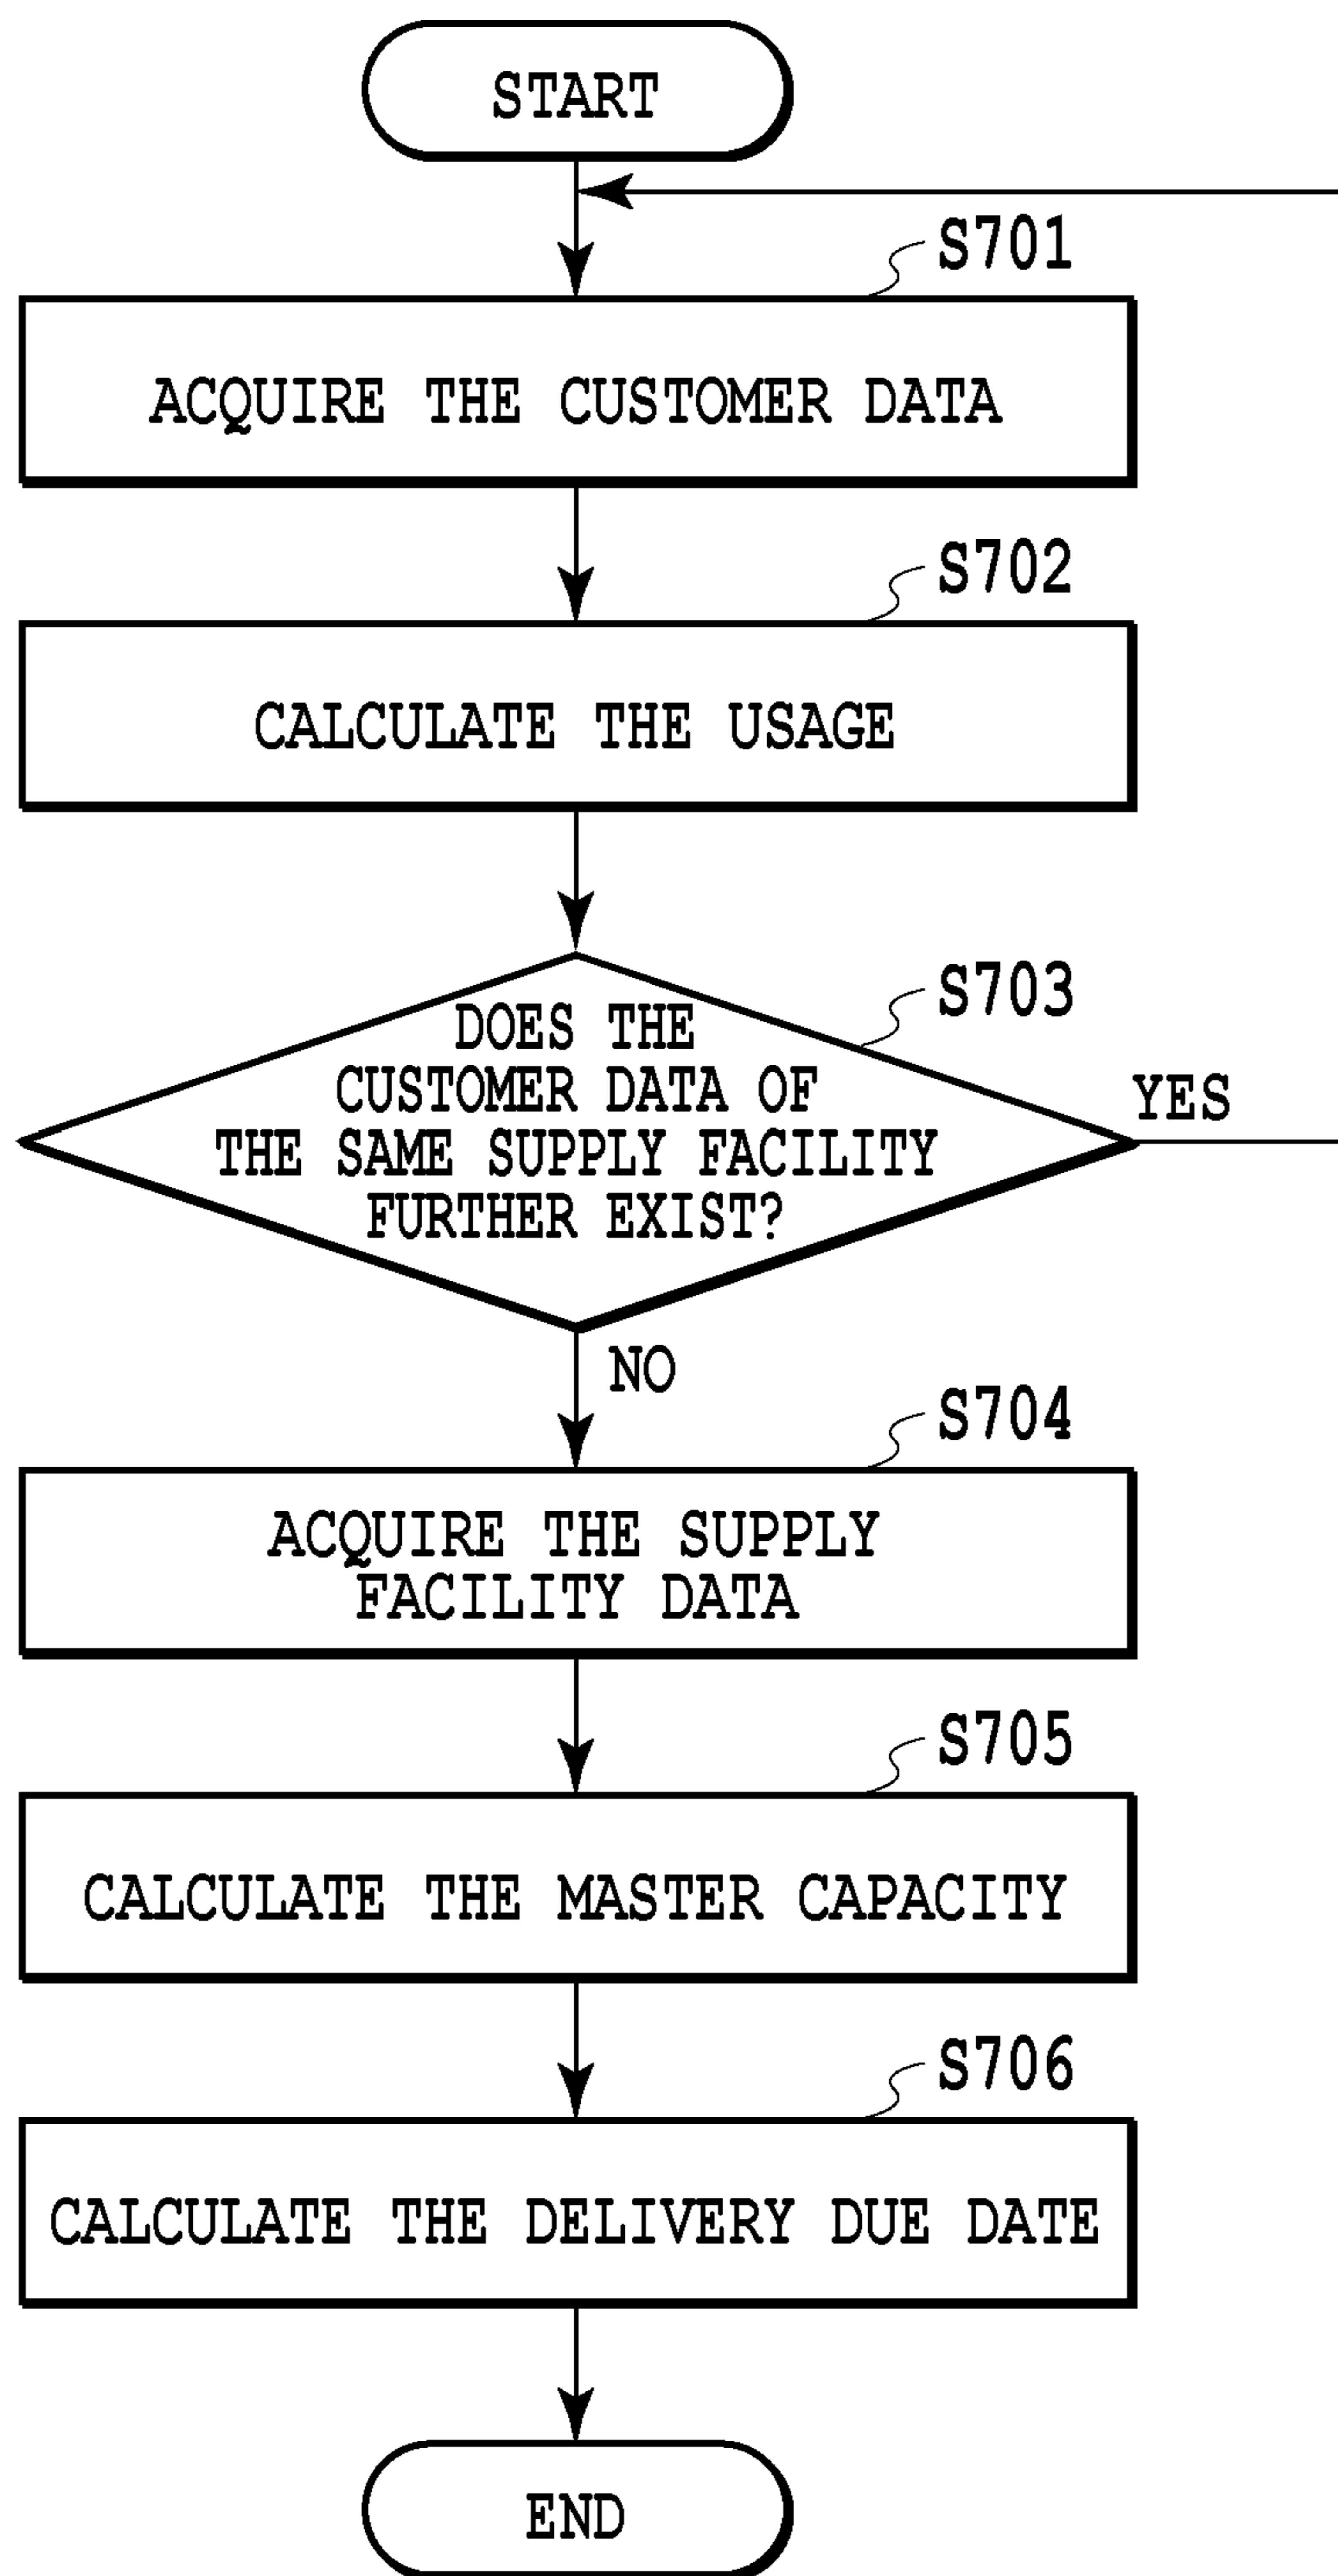 START
S701
ACQUIRE THE CUSTOMER DATA
S702
CALCULATE THE USAGE
S703
DOES THE
CUSTOMER DATA OF
THE SAME SUPPLY FACILITY
FURTHER EXIST?
YES
NO
S704
ACQUIRE THE SUPPLY
FACILITY DATA
S705
CALCULATE THE MASTER CAPACITY
S706
CALCULATE THE DELIVERY DUE DATE
END